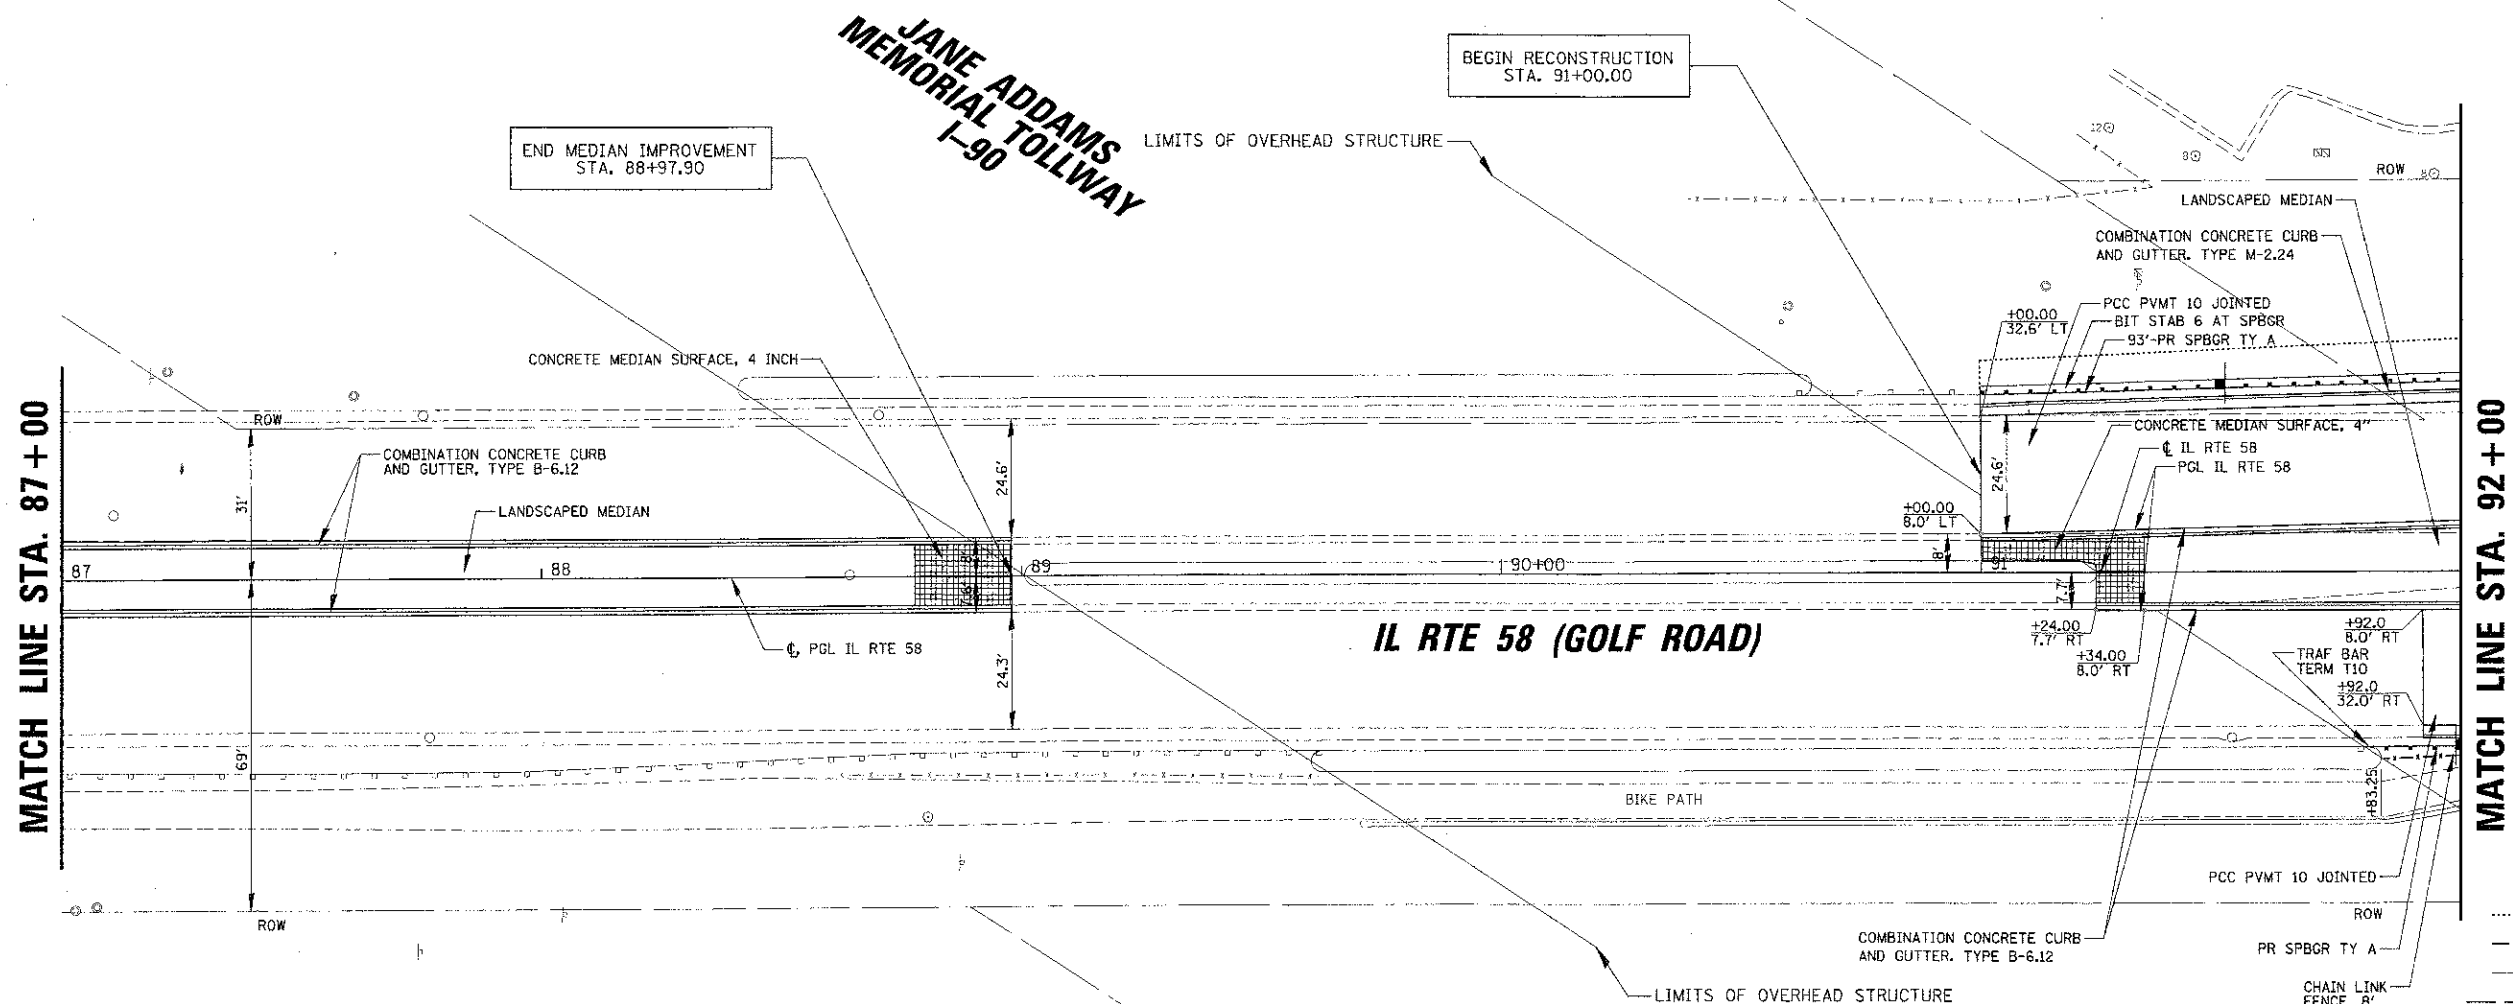 JANE ADDAMS
MEMORIAL TOLLWAY
I-90
BEGIN RECONSTRUCTION
STA. 91+00.00
END MEDIAN IMPROVEMENT
STA. 88+97.90
LIMITS OF OVERHEAD STRUCTURE
12
8
ROW
8
LANDSCAPED MEDIAN
COMBINATION CONCRETE CURB
AND GUTTER, TYPE M-2.24
PCC PVMT 10 JOINTED
BIT STAB 6 AT SPBGR
93'-PR SPBGR TY A
+00.00
32.6' LT
CONCRETE MEDIAN SURFACE, 4 INCH
MATCH LINE STA. 87+00
ROW
COMBINATION CONCRETE CURB
AND GUTTER, TYPE B-6.12
31'
LANDSCAPED MEDIAN
24.6'
24.6'
CONCRETE MEDIAN SURFACE, 4"
℄ IL RTE 58
PGL IL RTE 58
+00.00
8.0' LT
8'
8'
87
88
89
90+00
91
7.6'
7.7'
℄ PGL IL RTE 58
IL RTE 58 (GOLF ROAD)
24.3'
+24.00
7.7' RT
+34.00
8.0' RT
+92.0
8.0' RT
TRAF BAR
TERM T10
+92.0
32.0' RT
MATCH LINE STA. 92+00
69'
BIKE PATH
+83.25
PCC PVMT 10 JOINTED
ROW
ROW
COMBINATION CONCRETE CURB
AND GUTTER, TYPE B-6.12
PR SPBGR TY A
LIMITS OF OVERHEAD STRUCTURE
CHAIN LINK
FENCE, 8'